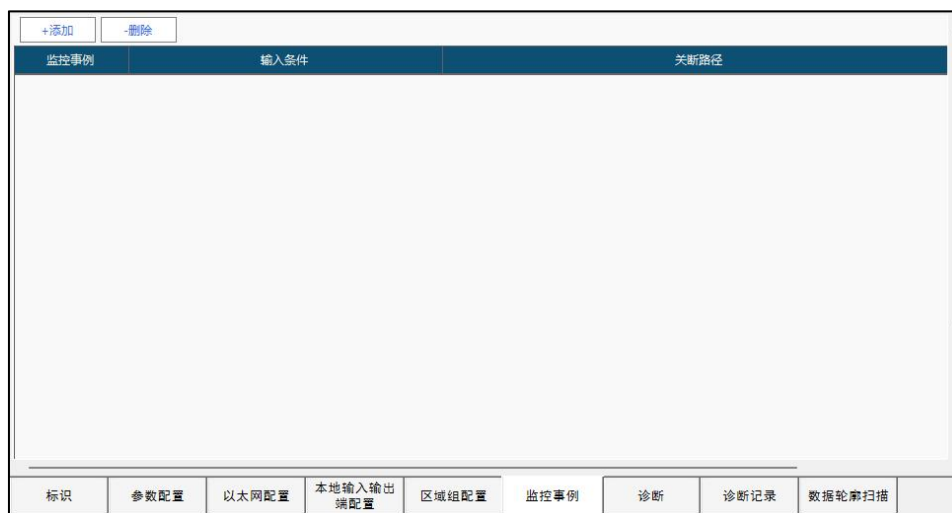 +添加 -删除
监控事例 输入条件 关断路径
标识 参数配置 以太网配置 本地输入输出端配置 区域组配置 监控事例 诊断 诊断记录 数据轮廓扫描